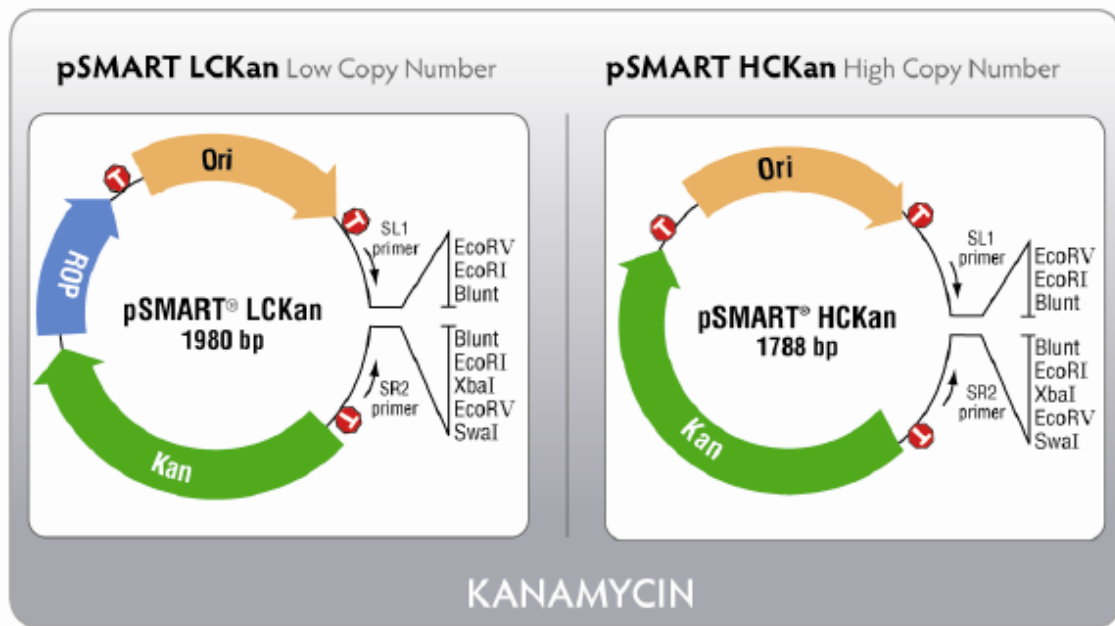 pSMART LCKan Low Copy Number
T
Ori
T
SL1
primer
EcoRV
EcoRI
Blunt
ROP
pSMART® LCKan
1980 bp
Blunt
EcoRI
XbaI
EcoRV
SwaI
SR2
primer
T
Kan
pSMART HCKan High Copy Number
T
Ori
T
SL1
primer
EcoRV
EcoRI
Blunt
pSMART® HCKan
1788 bp
Blunt
EcoRI
XbaI
EcoRV
SwaI
SR2
primer
T
Kan
KANAMYCIN